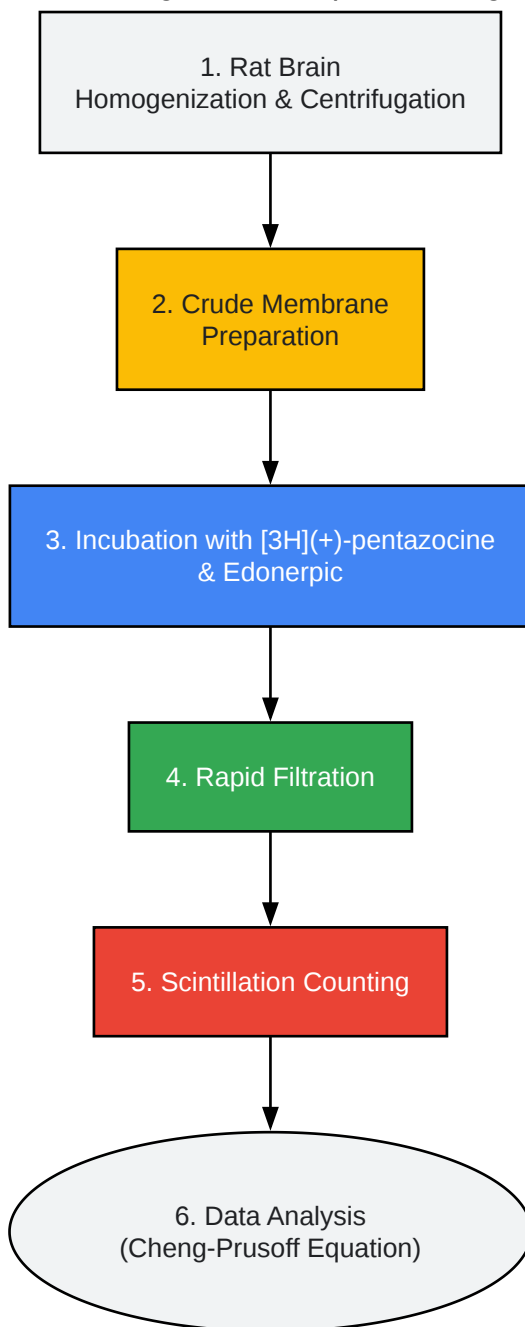 1. Rat Brain
Homogenization & Centrifugation
2. Crude Membrane
Preparation
3. Incubation with [3H](+)-pentazocine
& Edonerpic
4. Rapid Filtration
5. Scintillation Counting
6. Data Analysis
(Cheng-Prusoff Equation)